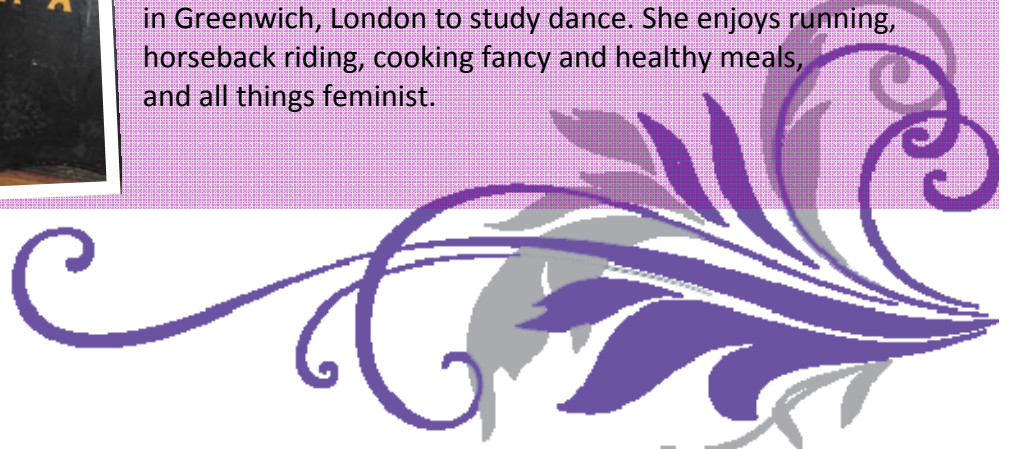 in Greenwich, London to study dance. She enjoys running,
horseback riding, cooking fancy and healthy meals,
and all things feminist.